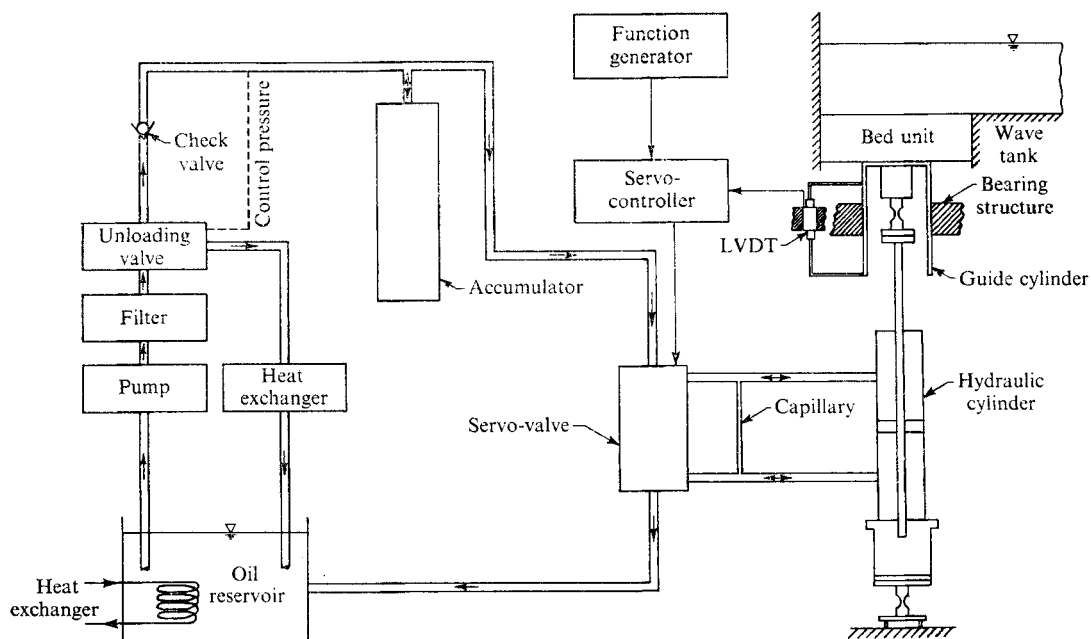 Function
generator
Check
valve
Control pressure
Bed unit
Wave
tank
Servo-
controller
Bearing
structure
LVDT
Unloading
valve
Accumulator
Guide cylinder
Filter
Pump
Heat
exchanger
Capillary
Hydraulic
cylinder
Servo-valve
Heat
exchanger
Oil
reservoir